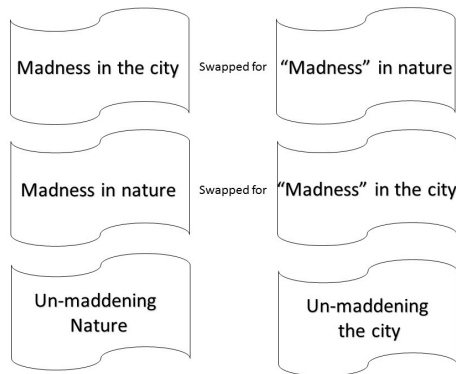 Madness in the city Swapped for “Madness” in nature
Madness in nature Swapped for “Madness” in the city
Un-maddening
Nature
Un-maddening
the city